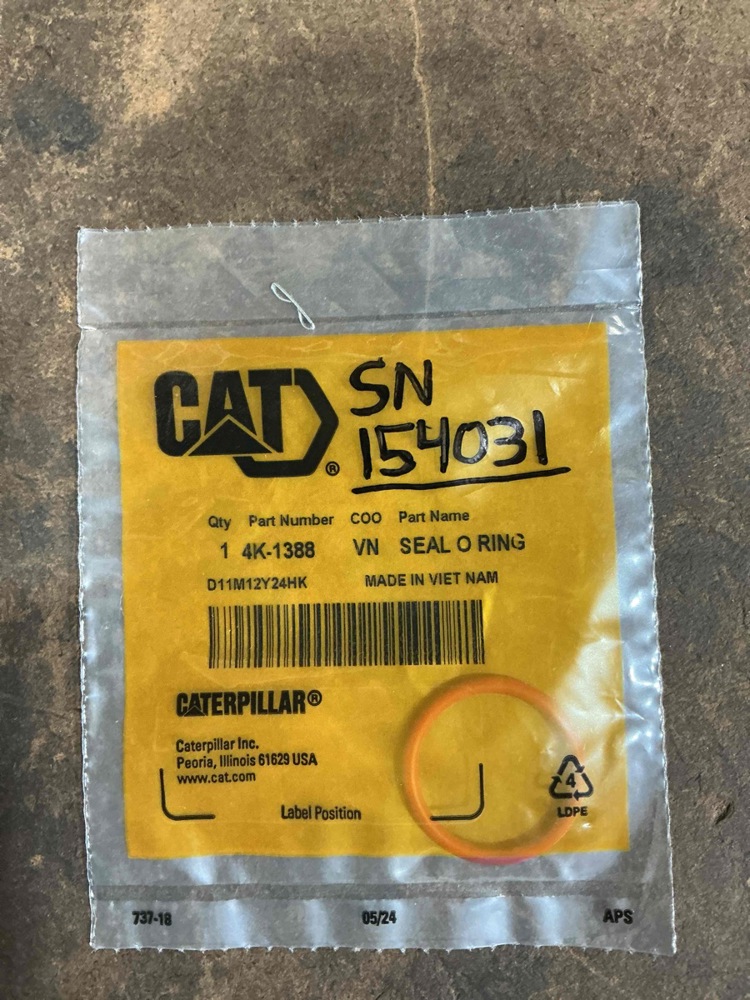 CAT®
SN
154031
Qty Part Number COO Part Name
1 4K-1388 VN SEAL O RING
D11M12Y24HK MADE IN VIET NAM
CATERPILLAR®
Caterpillar Inc.
Peoria, Illinois 61629 USA
www.cat.com
Label Position
4
LDPE
737-18 05/24 APS